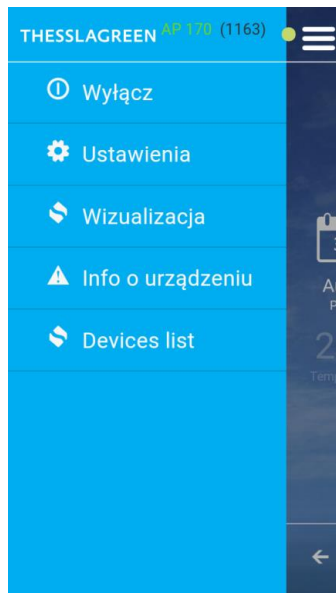 THESSLAGREEN AP 170 (1163)
Wyłącz
Ustawienia
Wizualizacja
Info o urządzeniu
Devices list